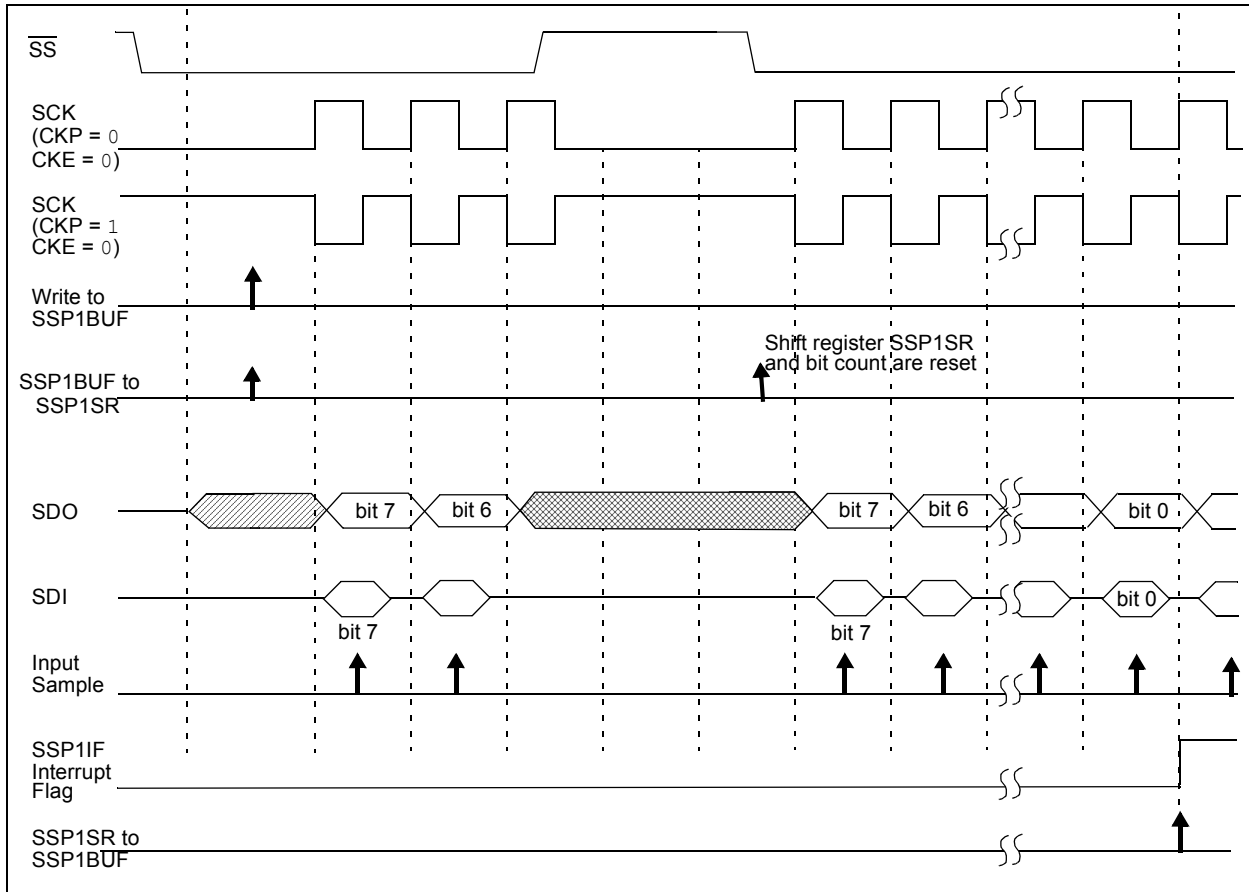 SS
SCK
(CKP = 0
CKE = 0)
SCK
(CKP = 1
CKE = 0)
Write to
SSP1BUF
Shift register SSP1SR
and bit count are reset
SSP1BUF to
SSP1SR
SDO
bit 7
bit 6
bit 7
bit 6
bit 0
SDI
bit 0
bit 7
bit 7
Input
Sample
SSP1IF
Interrupt
Flag
SSP1SR to
SSP1BUF